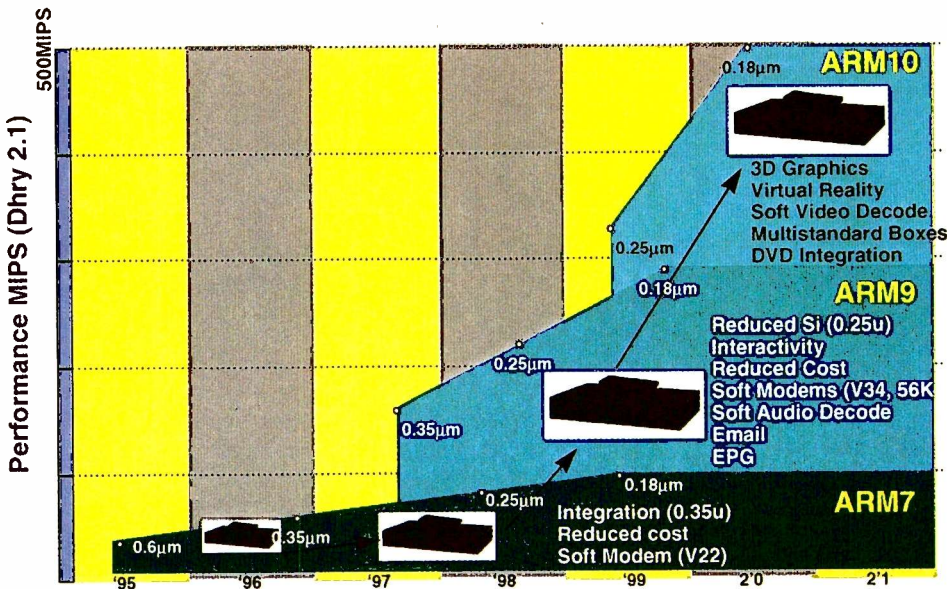 500MIPS
Performance MIPS (Dhry 2.1)
0.18µm
ARM10
3D Graphics
Virtual Reality
Soft Video Decode.
Multistandard Boxes
DVD Integration
0.25µm
0.18µm
ARM9
Reduced Si (0.25u)
Interactivity
Reduced Cost
Soft Modems (V34, 56K
Soft Audio Decode
Email
EPG
0.25µm
0.35µm
0.18µm
0.25µm
ARM7
Integration (0.35u)
Reduced cost
Soft Modem (V22)
0.6µm
0.35µm
'95 '96 '97 '98 '99 2'0 2'1